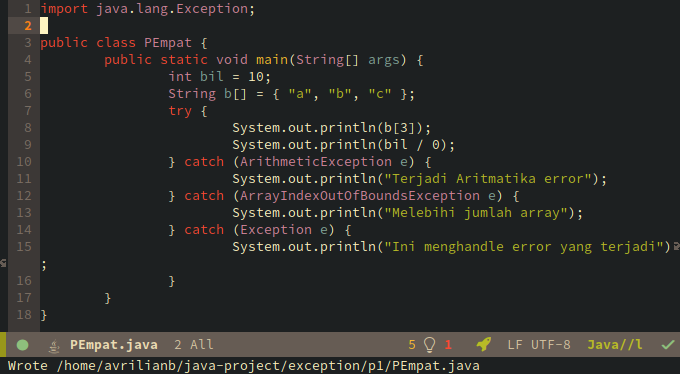 1 import java.lang.Exception;
2
3 public class PEmpat {
4         public static void main(String[] args) {
5                 int bil = 10;
6                 String b[] = { "a", "b", "c" };
7                 try {
8                         System.out.println(b[3]);
9                         System.out.println(bil / 0);
10                } catch (ArithmeticException e) {
11                        System.out.println("Terjadi Aritmatika error");
12                } catch (ArrayIndexOutOfBoundsException e) {
13                        System.out.println("Melebihi jumlah array");
14                } catch (Exception e) {
15                        System.out.println("Ini menghandle error yang terjadi")
;
16                }
17        }
18 }
PEmpat.java 2 All 5 1 LF UTF-8 Java//l
Wrote /home/avrilianb/java-project/exception/p1/PEmpat.java